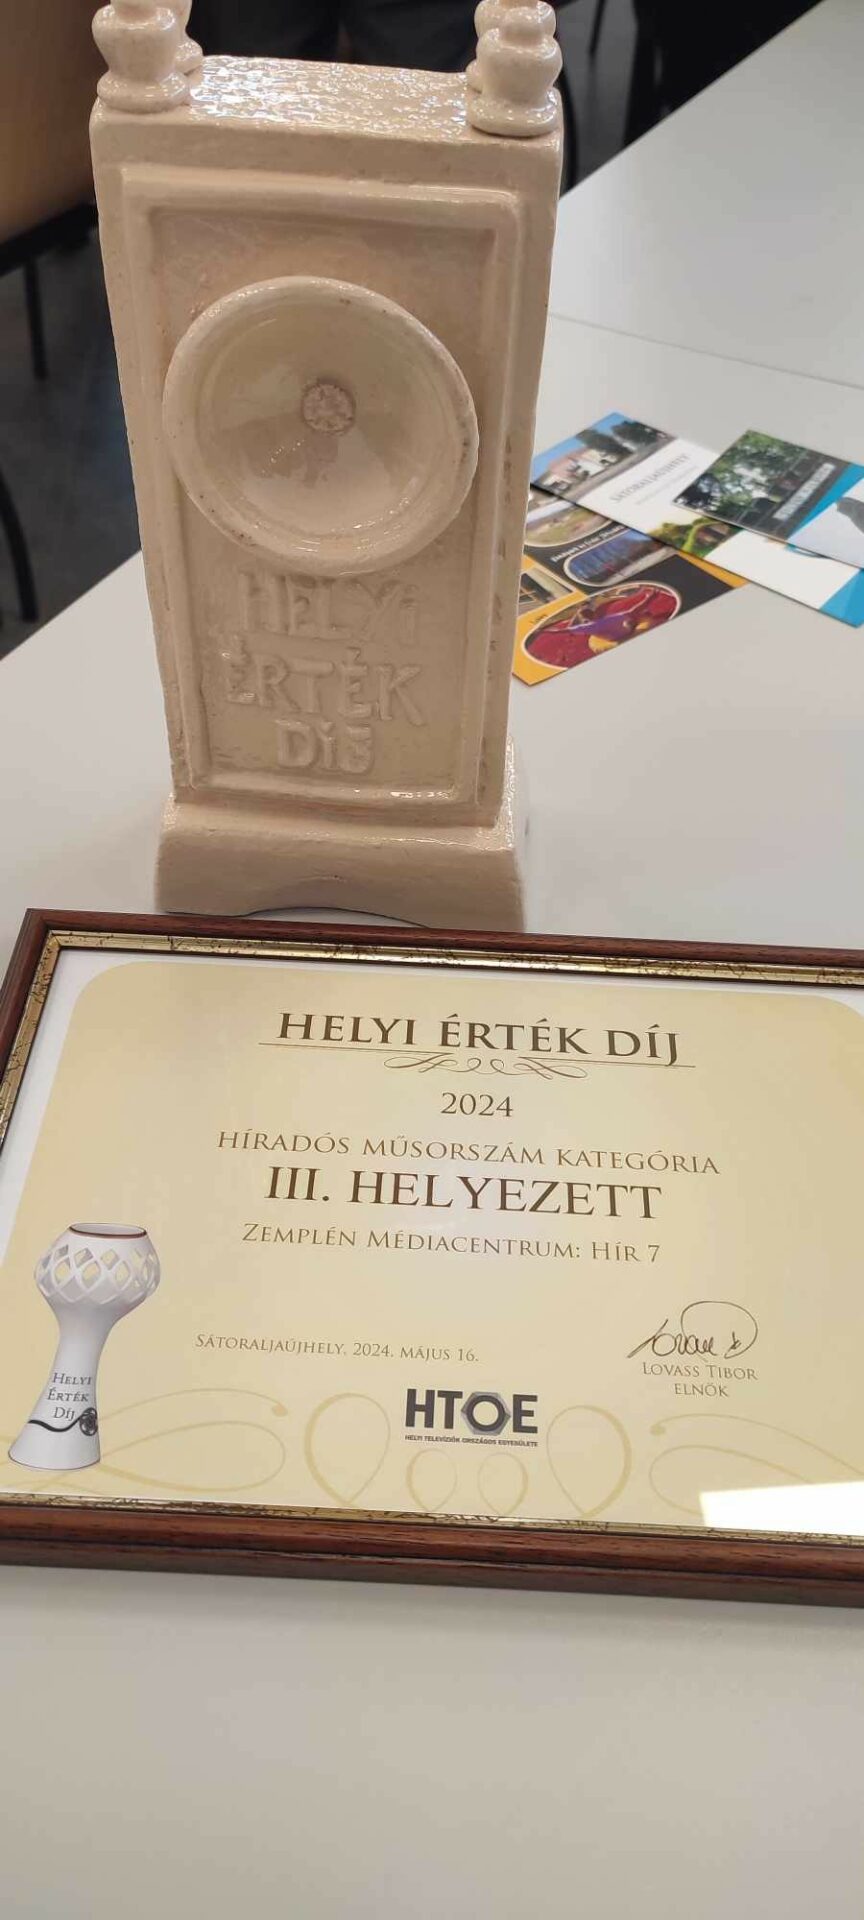 HELYi
ÉRTÉK
Díj
SÁTORALJAÚJHELY
HELYI ÉRTÉK DÍJ
2024
HÍRADÓS MŰSORSZÁM KATEGÓRIA
III. HELYEZETT
ZEMPLÉN MÉDIACENTRUM: HÍR 7
SÁTORALJAÚJHELY, 2024. MÁJUS 16.
LOVASS TIBOR
ELNÖK
HELYI
ÉRTÉK
DÍJ
HTOE
HELYI TELEVÍZIÓK ORSZÁGOS EGYESÜLETE